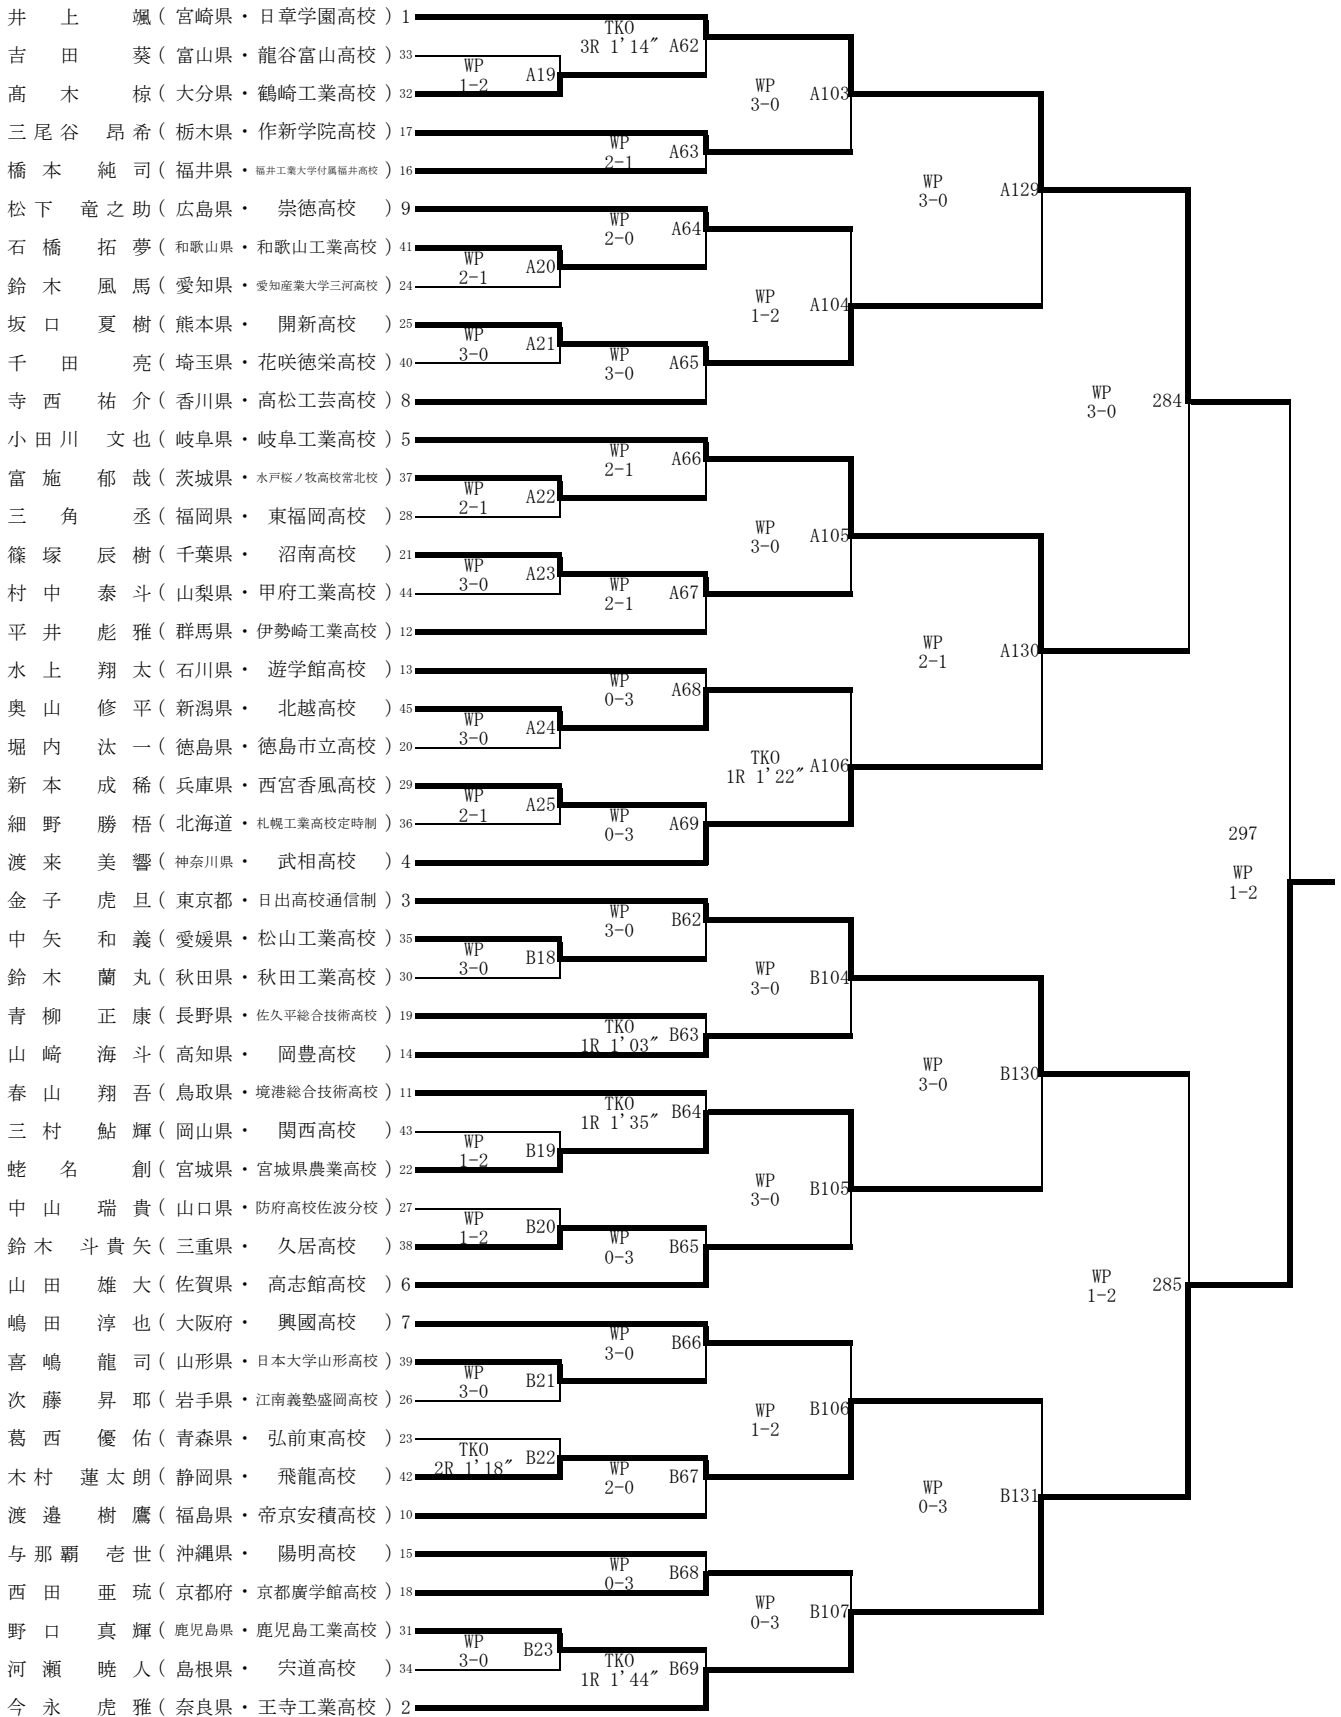 井上 颯(宮崎県・日章学園高校)1
TKO
3R 1'14" A62
吉田 葵(富山県・龍谷富山高校)33
WP
1-2 A19
髙木 椋(大分県・鶴崎工業高校)32
WP
3-0 A103
三尾谷 昂希(栃木県・作新学院高校)17
WP
2-1 A63
橋本 純司(福井県・福井工業大学付属福井高校)16
WP
3-0 A129
松下 竜之助(広島県・崇徳高校)9
WP
2-0 A64
石橋 拓夢(和歌山県・和歌山工業高校)41
WP
2-1 A20
鈴木 風馬(愛知県・愛知産業大学三河高校)24
WP
1-2 A104
坂口 夏樹(熊本県・開新高校)25
WP
3-0 A21
千田 亮(埼玉県・花咲徳栄高校)40
WP
3-0 A65
寺西 祐介(香川県・高松工芸高校)8
WP
3-0 284
小田川 文也(岐阜県・岐阜工業高校)5
WP
2-1 A66
富施 郁哉(茨城県・水戸桜ノ牧高校常北校)37
WP
2-1 A22
三角 丞(福岡県・東福岡高校)28
WP
3-0 A105
篠塚 辰樹(千葉県・沼南高校)21
WP
3-0 A23
村中 泰斗(山梨県・甲府工業高校)44
WP
2-1 A67
平井 彪雅(群馬県・伊勢崎工業高校)12
WP
2-1 A130
水上 翔太(石川県・遊学館高校)13
WP
0-3 A68
奥山 修平(新潟県・北越高校)45
WP
3-0 A24
堀内 汰一(徳島県・徳島市立高校)20
TKO
1R 1'22" A106
新本 成稀(兵庫県・西宮香風高校)29
WP
2-1 A25
細野 勝梧(北海道・札幌工業高校定時制)36
WP
0-3 A69
渡来 美響(神奈川県・武相高校)4
297
WP
1-2
金子 虎旦(東京都・日出高校通信制)3
WP
3-0 B62
中矢 和義(愛媛県・松山工業高校)35
WP
3-0 B18
鈴木 蘭丸(秋田県・秋田工業高校)30
WP
3-0 B104
青柳 正康(長野県・佐久平総合技術高校)19
TKO
1R 1'03" B63
山﨑 海斗(高知県・岡豊高校)14
WP
3-0 B130
春山 翔吾(鳥取県・境港総合技術高校)11
TKO
1R 1'35" B64
三村 鮎輝(岡山県・関西高校)43
WP
1-2 B19
蛯名 創(宮城県・宮城県農業高校)22
WP
3-0 B105
中山 瑞貴(山口県・防府高校佐波分校)27
WP
1-2 B20
鈴木 斗貴矢(三重県・久居高校)38
WP
0-3 B65
山田 雄大(佐賀県・高志館高校)6
WP
1-2 285
嶋田 淳也(大阪府・興國高校)7
WP
3-0 B66
喜嶋 龍司(山形県・日本大学山形高校)39
WP
3-0 B21
次藤 昇耶(岩手県・江南義塾盛岡高校)26
WP
1-2 B106
葛西 優佑(青森県・弘前東高校)23
TKO
2R 1'18" B22
木村 蓮太朗(静岡県・飛龍高校)42
WP
2-0 B67
渡邉 樹鷹(福島県・帝京安積高校)10
WP
0-3 B131
与那覇 壱世(沖縄県・陽明高校)15
WP
0-3 B68
西田 亜琉(京都府・京都廣学館高校)18
WP
0-3 B107
野口 真輝(鹿児島県・鹿児島工業高校)31
WP
3-0 B23
河瀬 暁人(島根県・宍道高校)34
TKO
1R 1'44" B69
今永 虎雅(奈良県・王寺工業高校)2